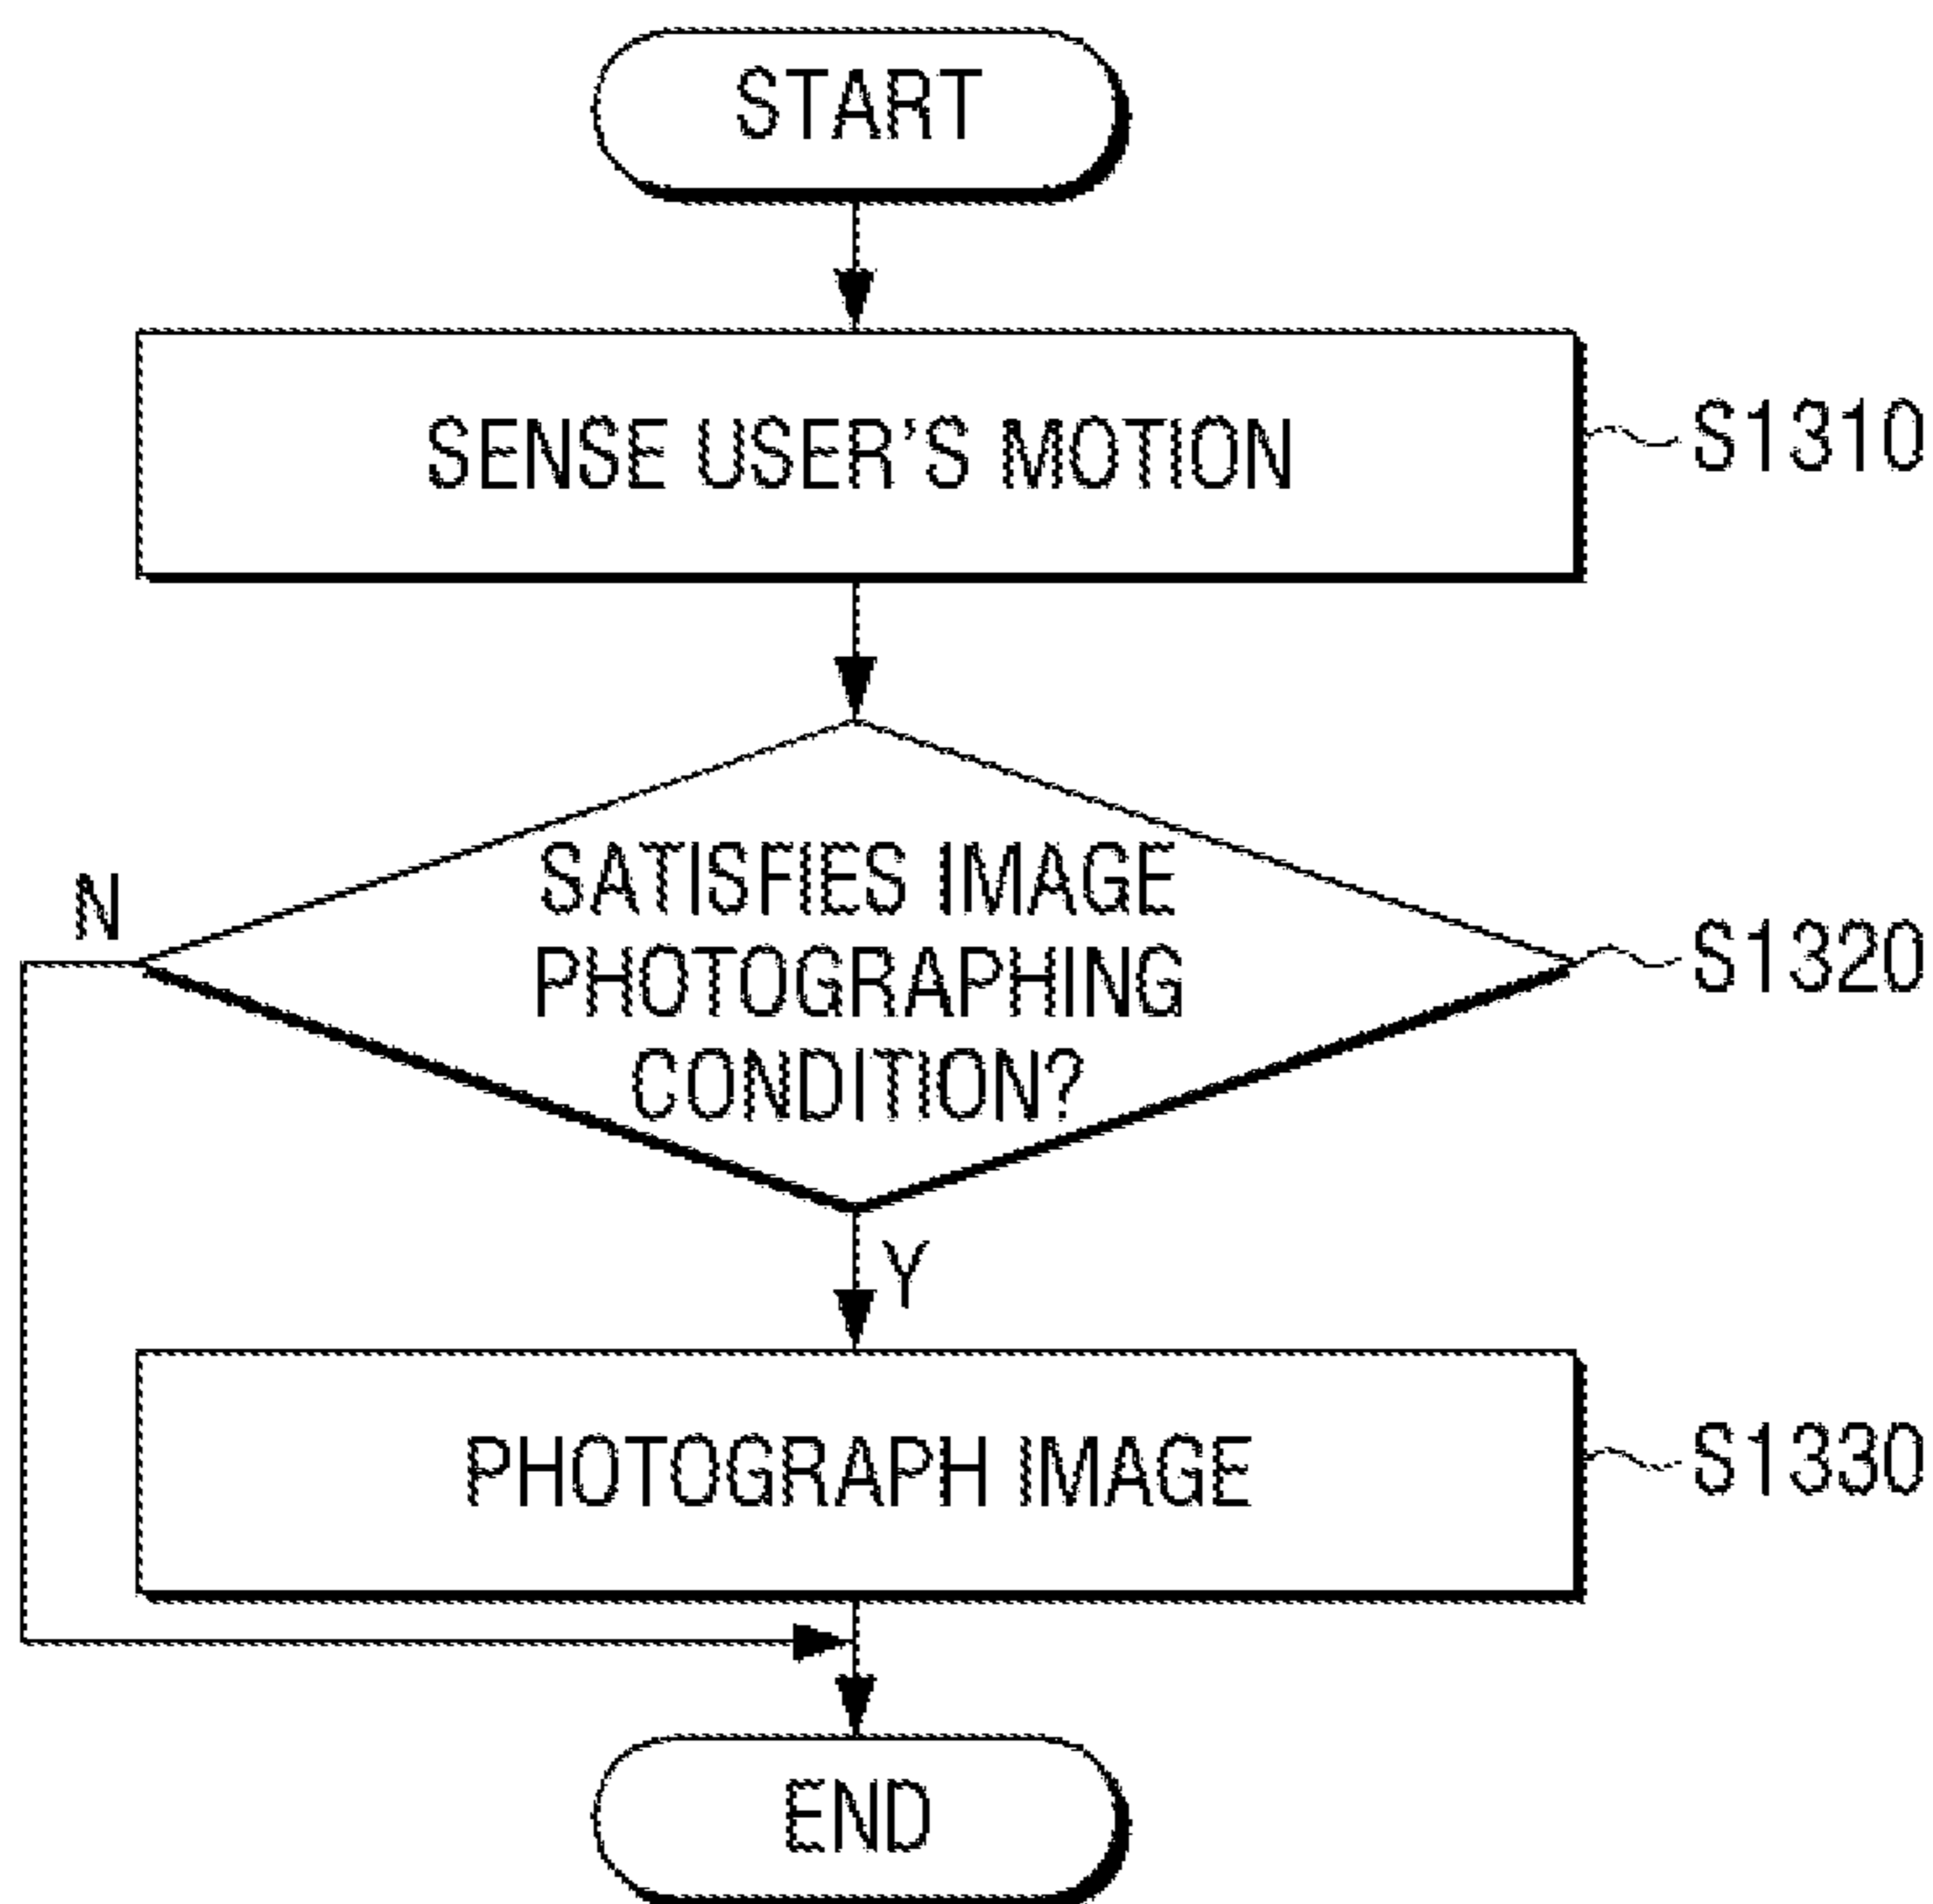 START
SENSE USER'S MOTION
S1310
SATISFIES IMAGE
PHOTOGRAPHING
CONDITION?
N
S1320
Y
PHOTOGRAPH IMAGE
S1330
END